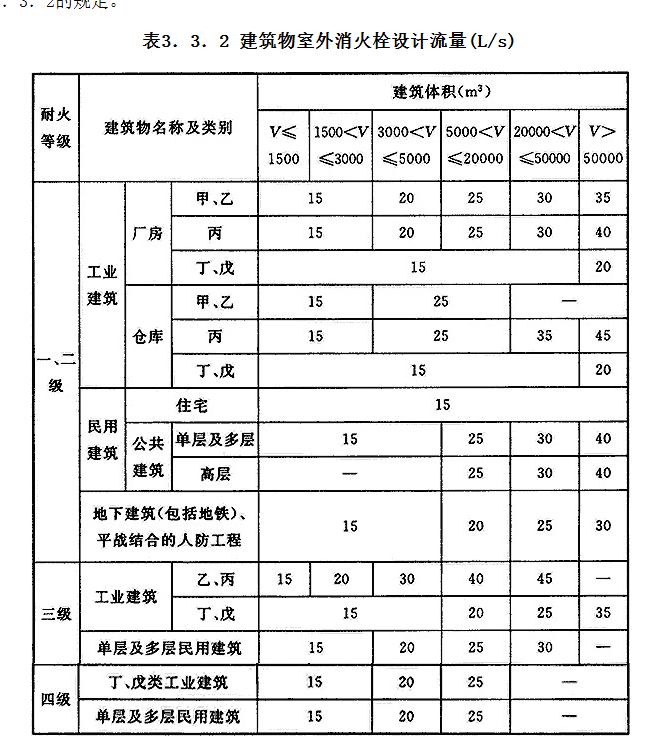 ．3．2的规定。
表3．3．2 建筑物室外消火栓设计流量(L/s)
耐火等级 建筑物名称及类别 建筑体积(m³)
V≤1500 1500<V≤3000 3000<V≤5000 5000<V≤20000 20000<V≤50000 V>50000
一、二级 工业建筑 厂房 甲、乙 15 20 25 30 35
丙 15 20 25 30 40
丁、戊 15 20
仓库 甲、乙 15 25 —
丙 15 25 35 45
丁、戊 15 20
民用建筑 住宅 15
公共建筑 单层及多层 15 25 30 40
高层 — 25 30 40
地下建筑(包括地铁)、平战结合的人防工程 15 20 25 30
三级 工业建筑 乙、丙 15 20 30 40 45 —
丁、戊 15 20 25 35
单层及多层民用建筑 15 20 25 30 —
四级 丁、戊类工业建筑 15 20 25 —
单层及多层民用建筑 15 20 25 —